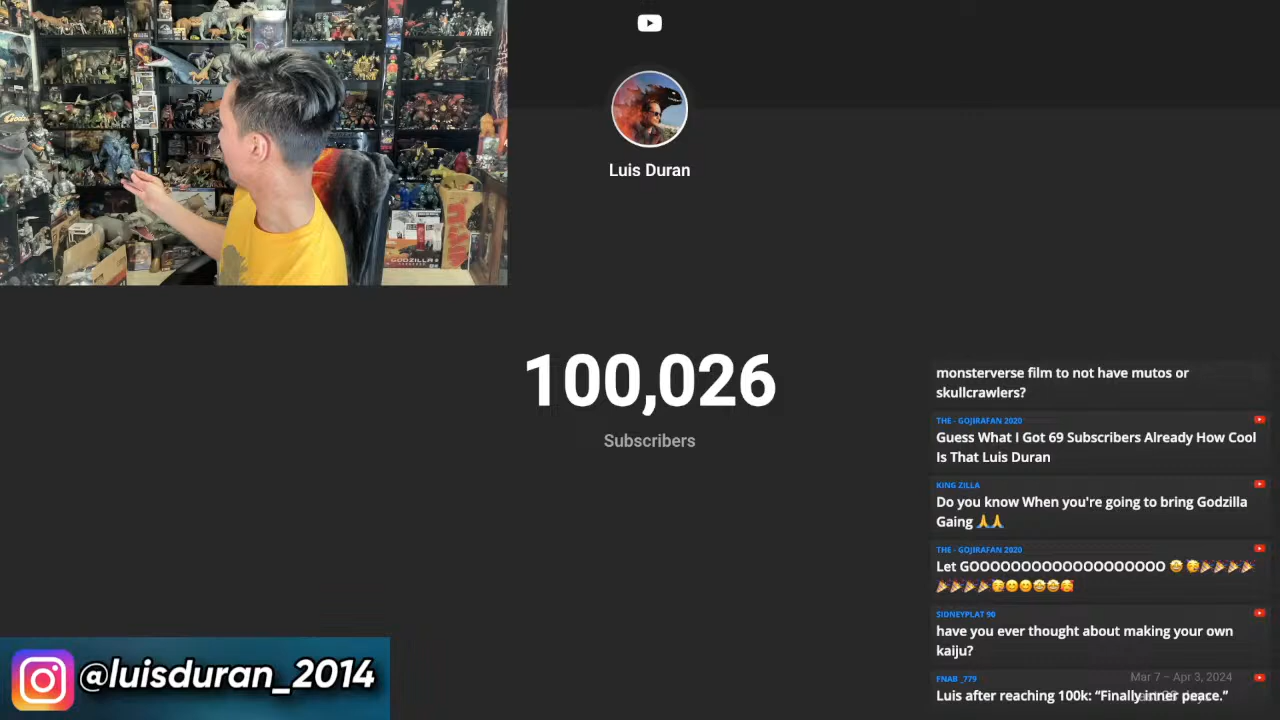 Luis Duran
100,026
Subscribers
monsterverse film to not have mutos or
skullcrawlers?
THE - GOJIRAFAN 2020
Guess What I Got 69 Subscribers Already How Cool
Is That Luis Duran
KING ZILLA
Do you know When you're going to bring Godzilla
Gaing 🙏🙏
THE - GOJIRAFAN 2020
Let GOOOOOOOOOOOOOOOOOOO 🤩 🥳🎉🎉🎉🎉
🎉🎉🎉🎉🥳😊😊🤩🤩🥰
SIDNEYPLAT 90
have you ever thought about making your own
kaiju?
FNAB _779
Mar 7 – Apr 3, 2024
Luis after reaching 100k: “Finally inner peace.”
@luisduran_2014
GODZILLA